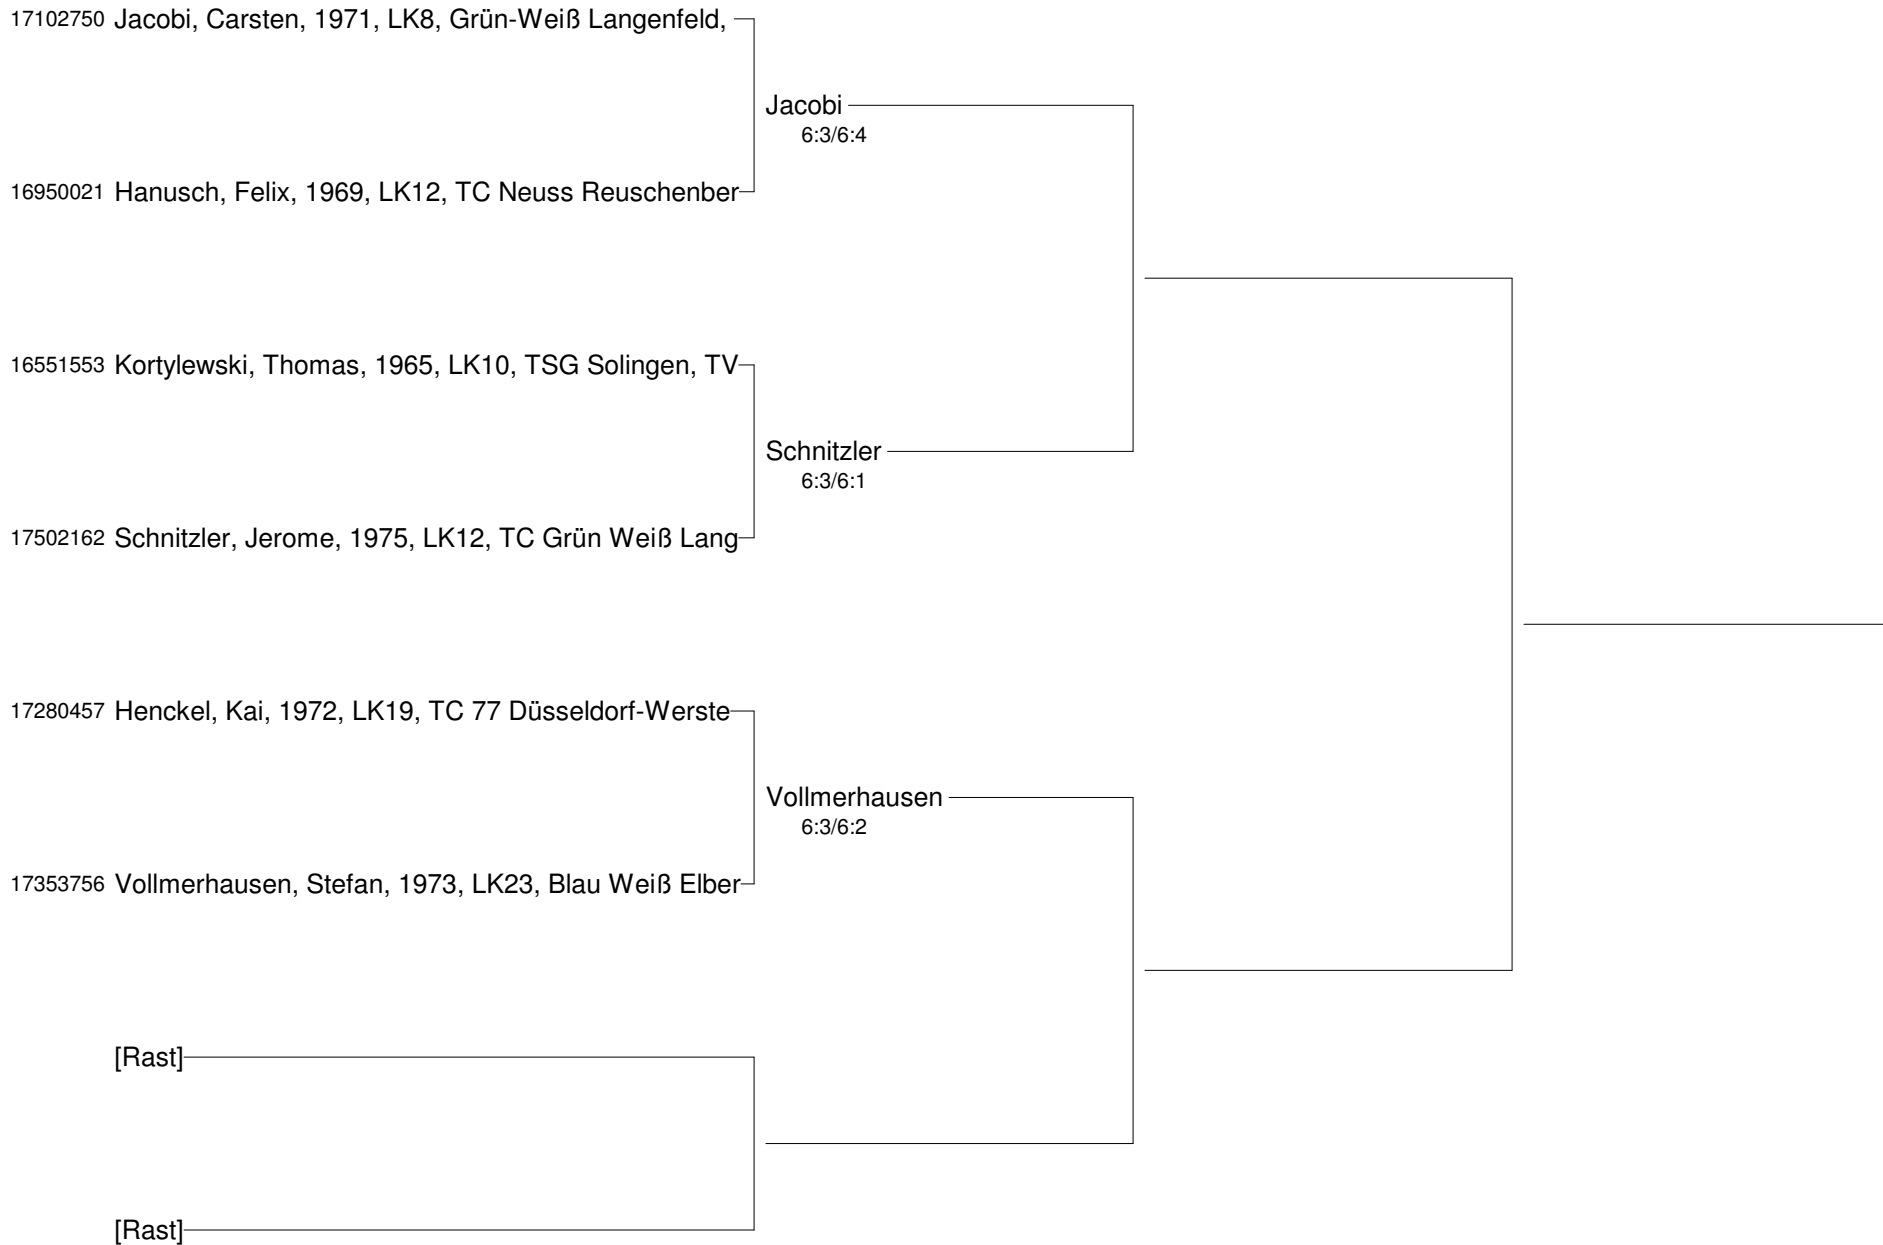 17102750 Jacobi, Carsten, 1971, LK8, Grün-Weiß Langenfeld,
Jacobi
6:3/6:4
16950021 Hanusch, Felix, 1969, LK12, TC Neuss Reuschenber
16551553 Kortylewski, Thomas, 1965, LK10, TSG Solingen, TV
Schnitzler
6:3/6:1
17502162 Schnitzler, Jerome, 1975, LK12, TC Grün Weiß Lang
17280457 Henckel, Kai, 1972, LK19, TC 77 Düsseldorf-Werste
Vollmerhausen
6:3/6:2
17353756 Vollmerhausen, Stefan, 1973, LK23, Blau Weiß Elber
[Rast]
[Rast]